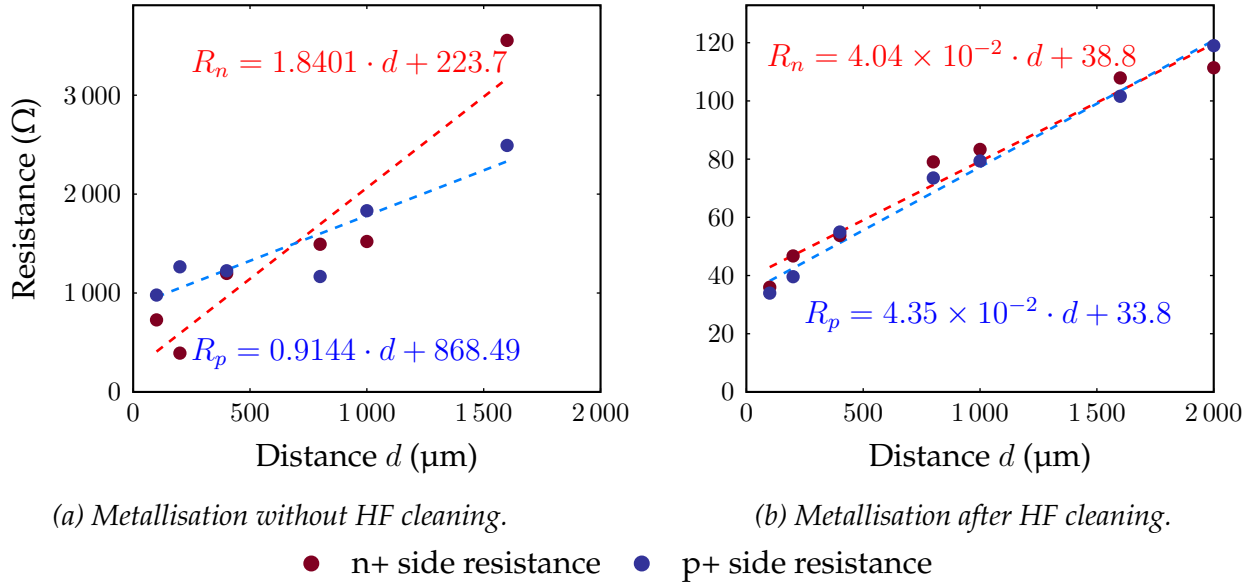 R_n = 1.8401 · d + 223.7
R_p = 0.9144 · d + 868.49
Resistance (Ω)
3 000
2 000
1 000
0
0 500 1 000 1 500 2 000
Distance d (µm)
(a) Metallisation without HF cleaning.
R_n = 4.04 × 10⁻² · d + 38.8
R_p = 4.35 × 10⁻² · d + 33.8
120
100
80
60
40
20
0
0 500 1 000 1 500 2 000
Distance d (µm)
(b) Metallisation after HF cleaning.
n+ side resistance p+ side resistance